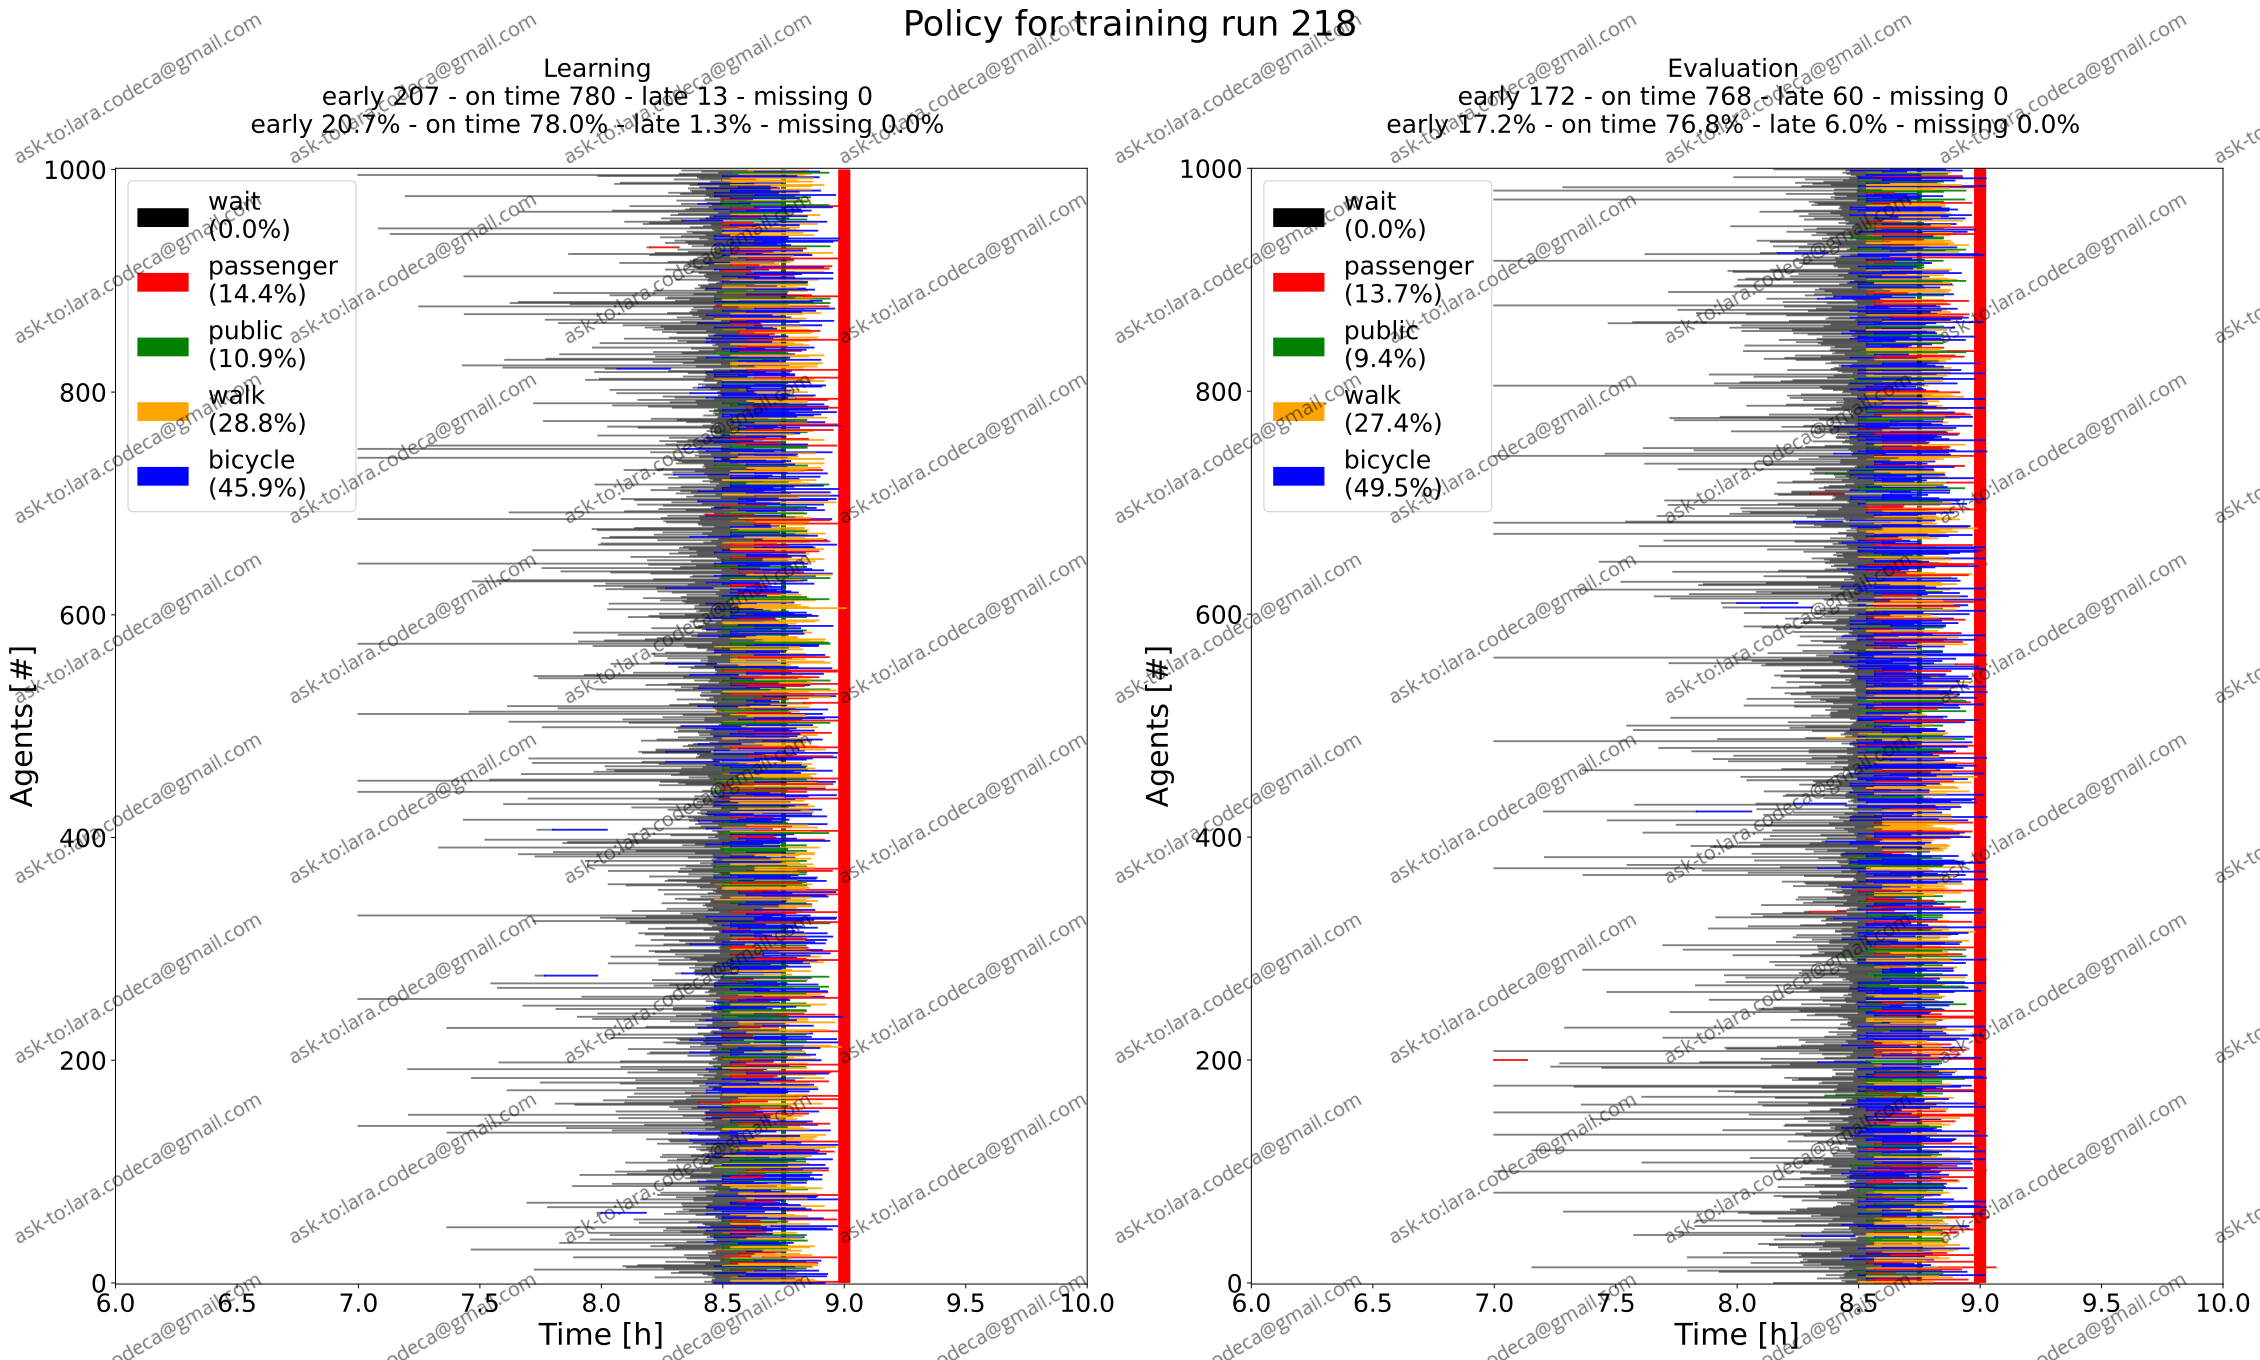 Policy for training run 218
Learning
early 207 - on time 780 - late 13 - missing 0
early 20.7% - on time 78.0% - late 1.3% - missing 0.0%
1000
800
600
400
200
0
Agents [#]
wait
(0.0%)
passenger
(14.4%)
public
(10.9%)
walk
(28.8%)
bicycle
(45.9%)
6.0 6.5 7.0 7.5 8.0 8.5 9.0 9.5 10.0
Time [h]
Evaluation
early 172 - on time 768 - late 60 - missing 0
early 17.2% - on time 76.8% - late 6.0% - missing 0.0%
1000
800
600
400
200
0
Agents [#]
wait
(0.0%)
passenger
(13.7%)
public
(9.4%)
walk
(27.4%)
bicycle
(49.5%)
6.0 6.5 7.0 7.5 8.0 8.5 9.0 9.5 10.0
Time [h]
ask-to:lara.codeca@gmail.com